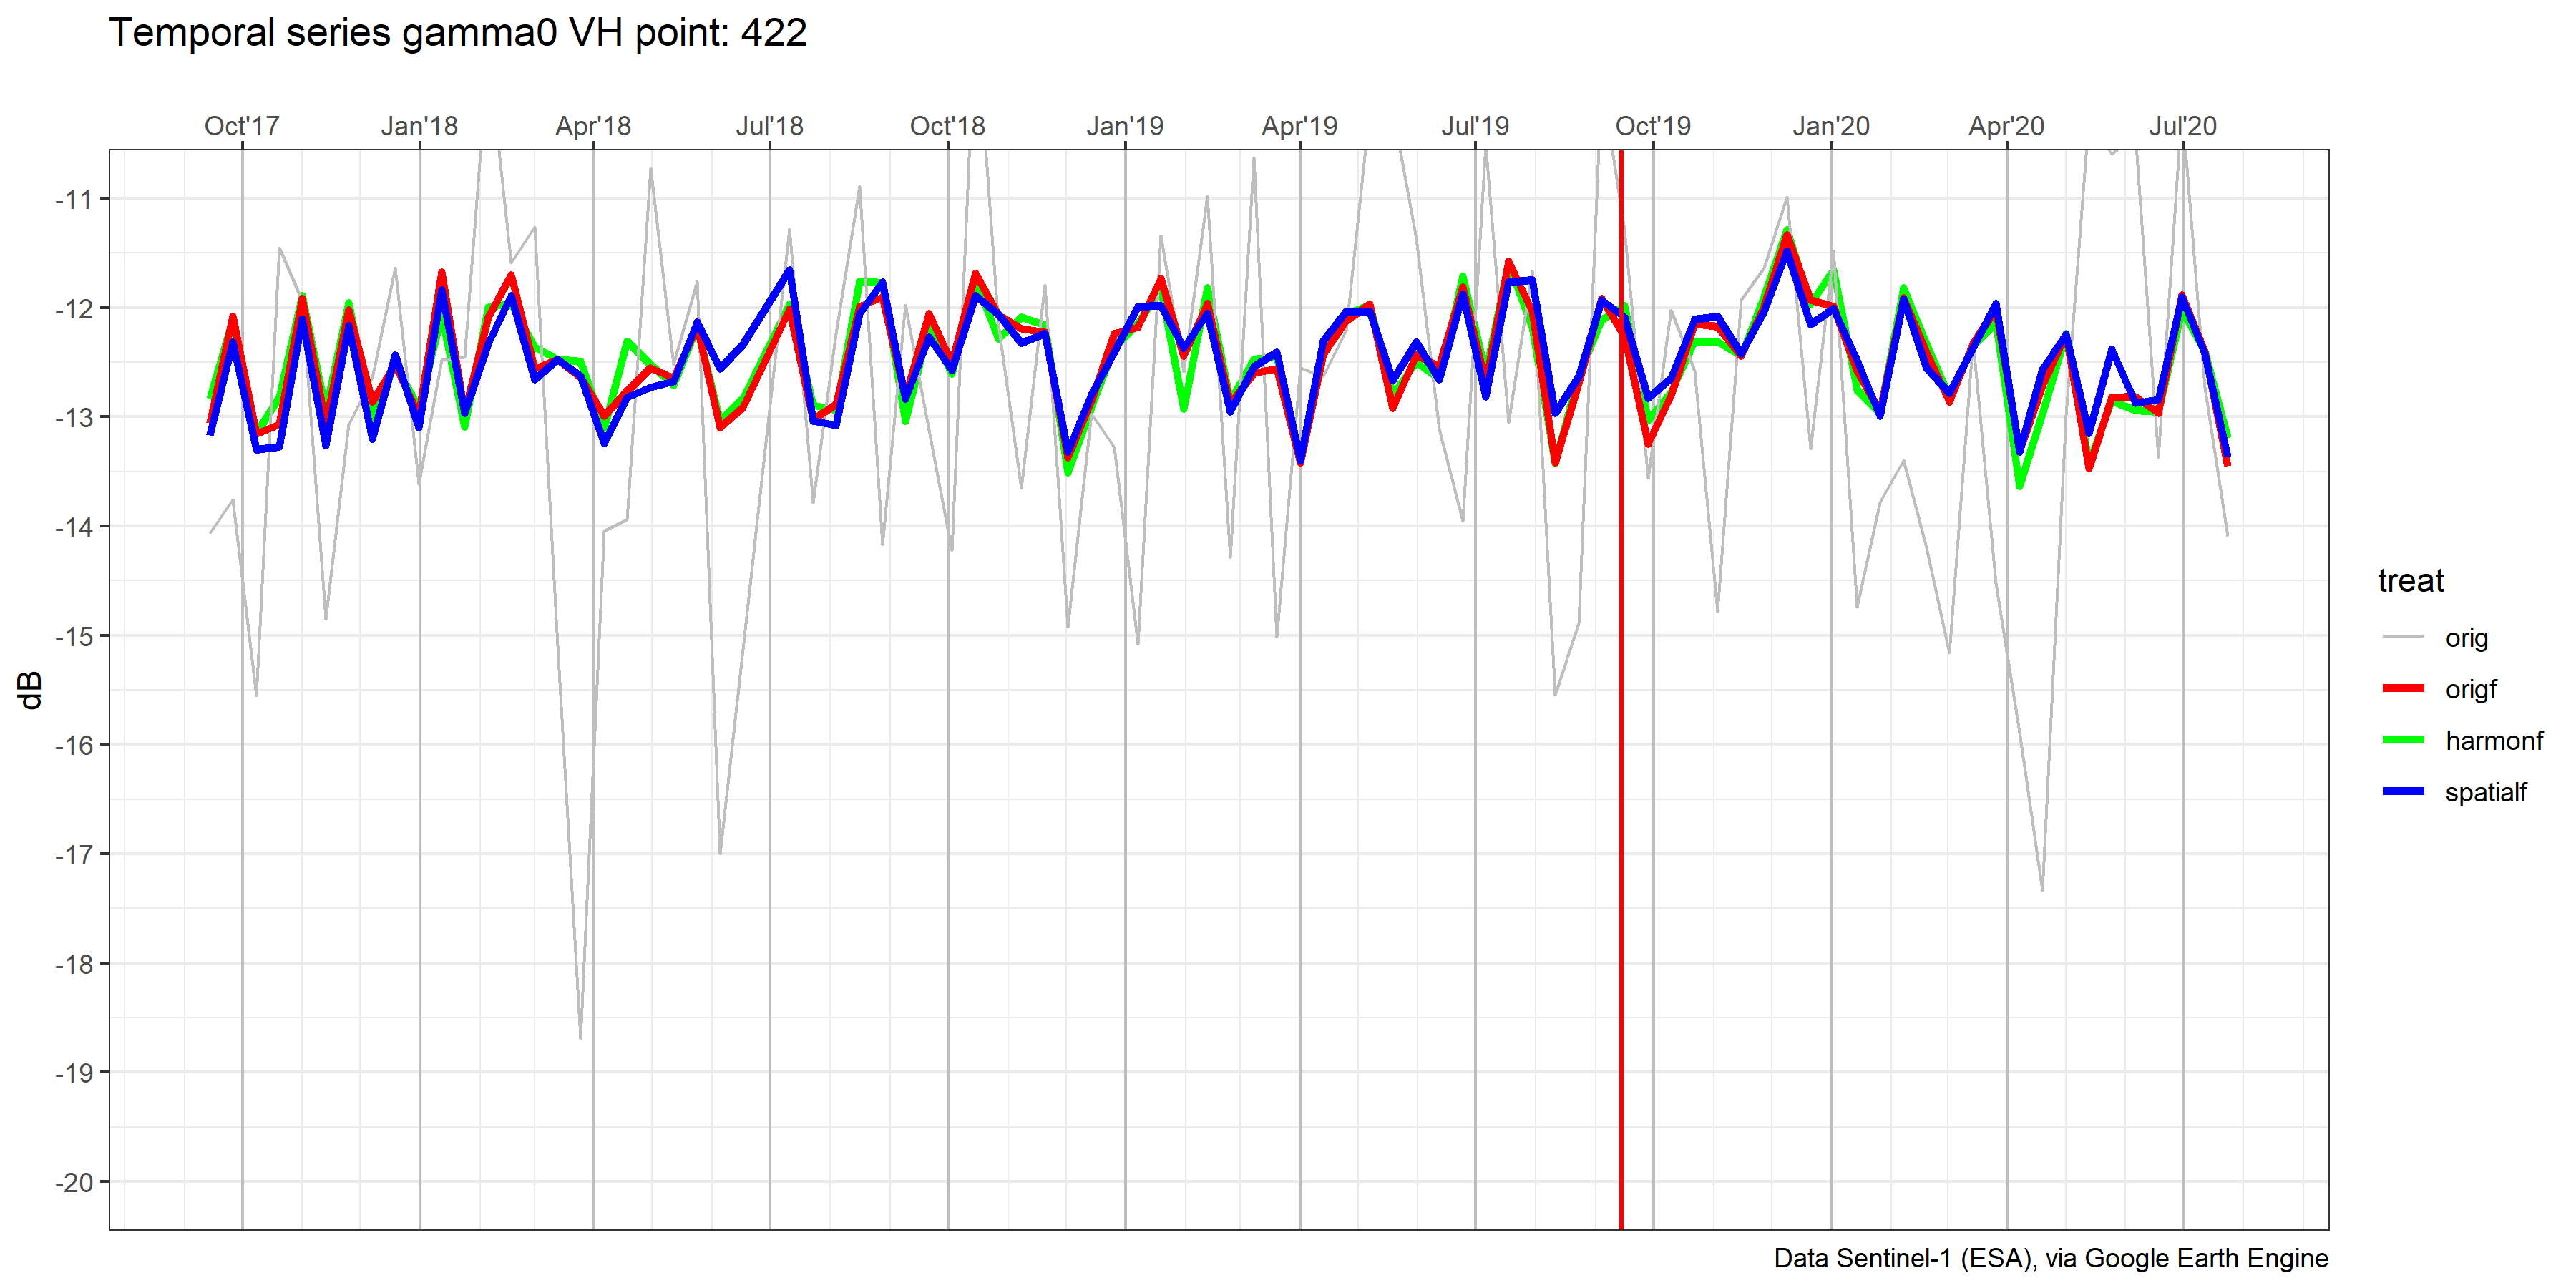 Temporal series gamma0 VH point: 422
Oct'17 Jan'18 Apr'18 Jul'18 Oct'18 Jan'19 Apr'19 Jul'19 Oct'19 Jan'20 Apr'20 Jul'20
-11
-12
-13
-14
-15
-16
-17
-18
-19
-20
dB
treat
orig
origf
harmonf
spatialf
Data Sentinel-1 (ESA), via Google Earth Engine